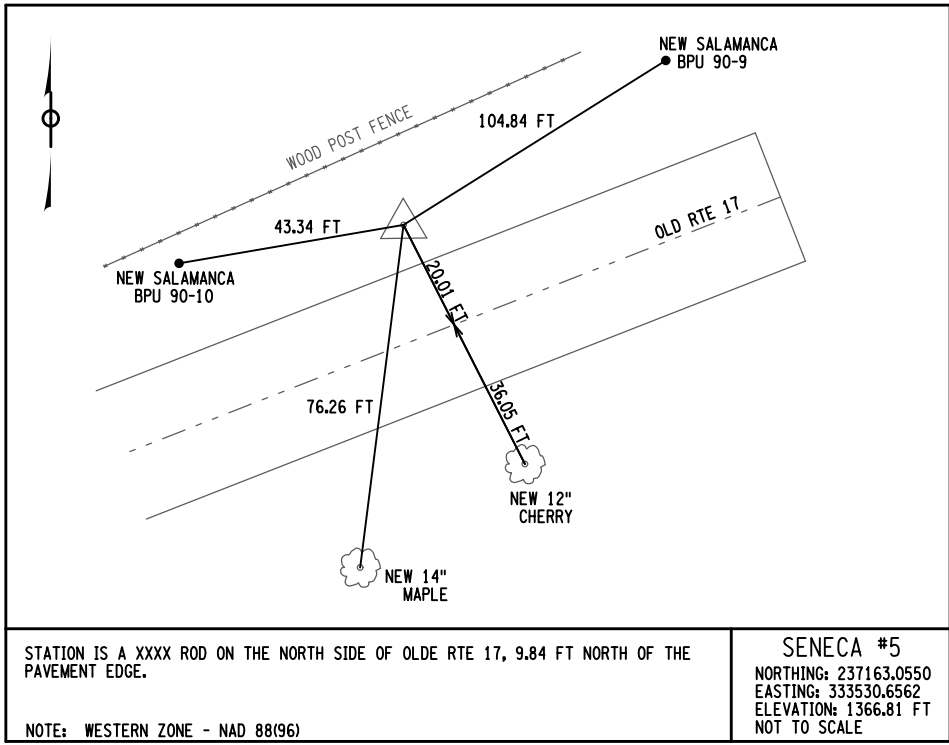 NEW SALAMANCA
BPU 90-9
104.84 FT
WOOD POST FENCE
43.34 FT
OLD RTE 17
NEW SALAMANCA
BPU 90-10
20.01 FT
76.26 FT
36.05 FT
NEW 12"
CHERRY
NEW 14"
MAPLE
STATION IS A XXXX ROD ON THE NORTH SIDE OF OLDE RTE 17, 9.84 FT NORTH OF THE
PAVEMENT EDGE.
NOTE: WESTERN ZONE - NAD 88(96)
SENECA #5
NORTHING: 237163.0550
EASTING: 333530.6562
ELEVATION: 1366.81 FT
NOT TO SCALE